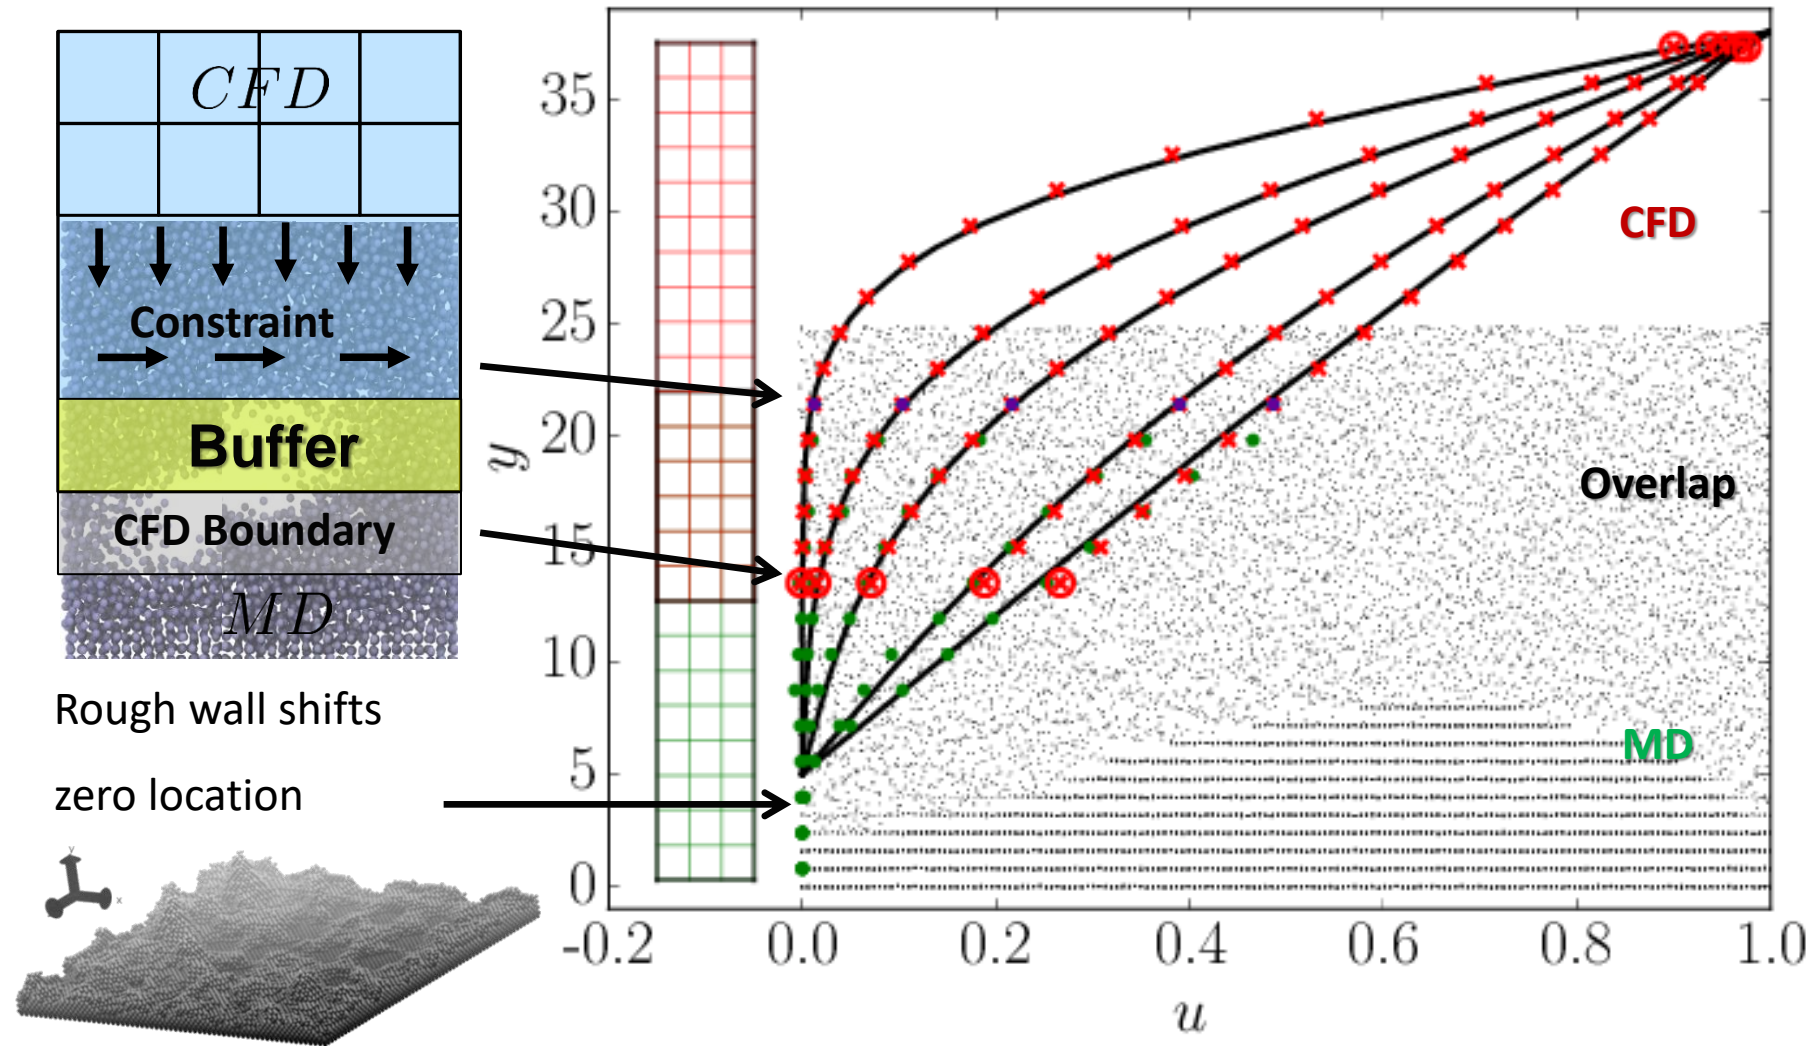 CFD
Constraint
Buffer
CFD Boundary
MD
Rough wall shifts
zero location
y
x
y
35
30
25
20
15
10
5
0
-0.2
0.0
0.2
0.4
0.6
0.8
1.0
u
CFD
Overlap
MD